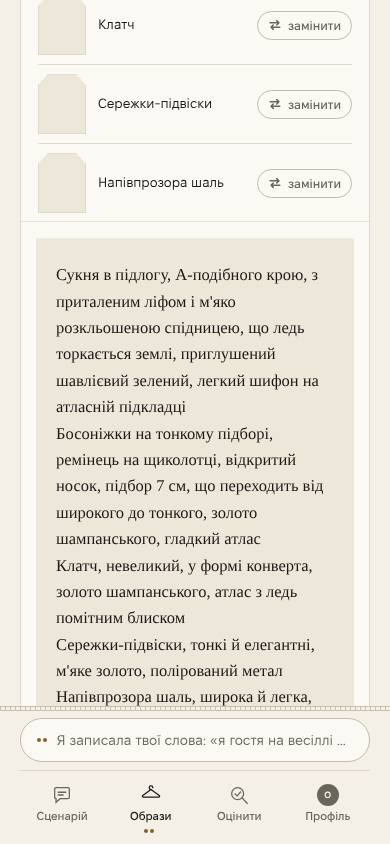 Клатч
замінити
Сережки-підвіски
замінити
Напівпрозора шаль
замінити
Сукня в підлогу, А-подібного крою, з
приталеним ліфом і м'яко
розкльошеною спідницею, що ледь
торкається землі, приглушений
шавлієвий зелений, легкий шифон на
атласній підкладці
Босоніжки на тонкому підборі,
ремінець на щиколотці, відкритий
носок, підбор 7 см, що переходить від
широкого до тонкого, золото
шампанського, гладкий атлас
Клатч, невеликий, у формі конверта,
золото шампанського, атлас з ледь
помітним блиском
Сережки-підвіски, тонкі й елегантні,
м'яке золото, полірований метал
Напівпрозора шаль, широка й легка,
Я записала твої слова: «я гостя на весіллі ...
Сценарій
Образи
Оцінити
О
Профіль